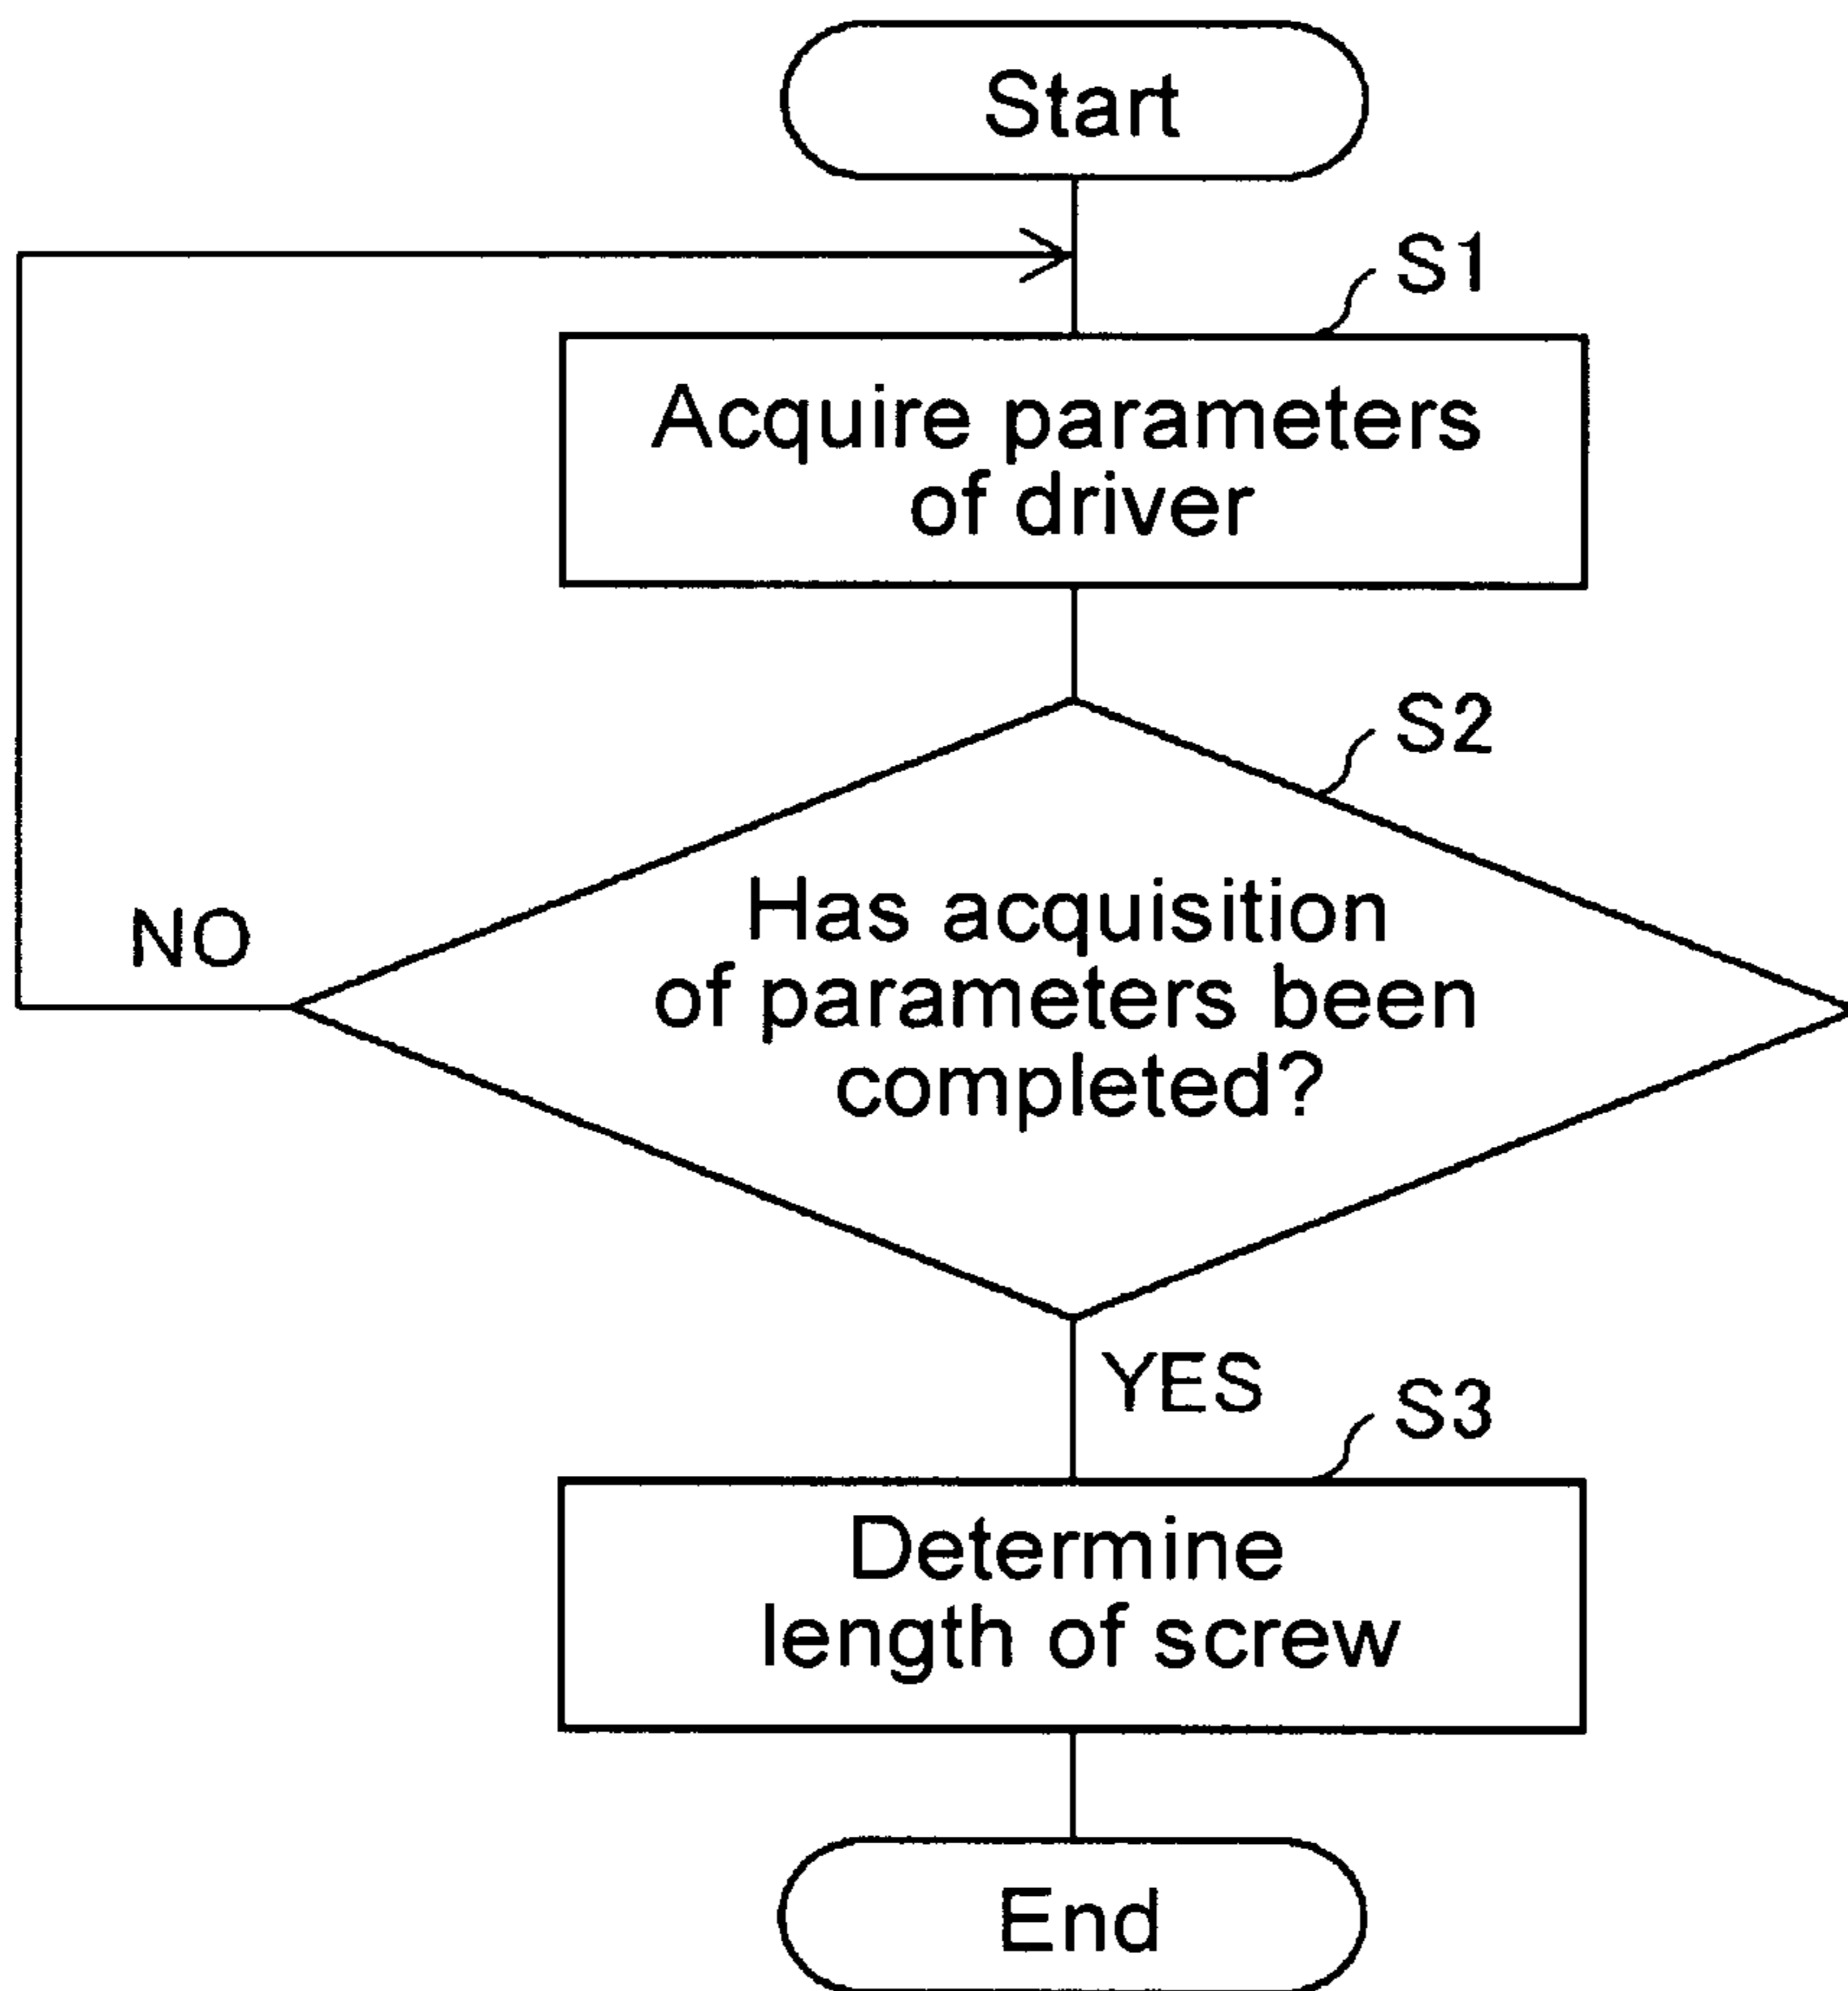 Start
S1
Acquire parameters
of driver
S2
Has acquisition
of parameters been
completed?
NO
YES
S3
Determine
length of screw
End